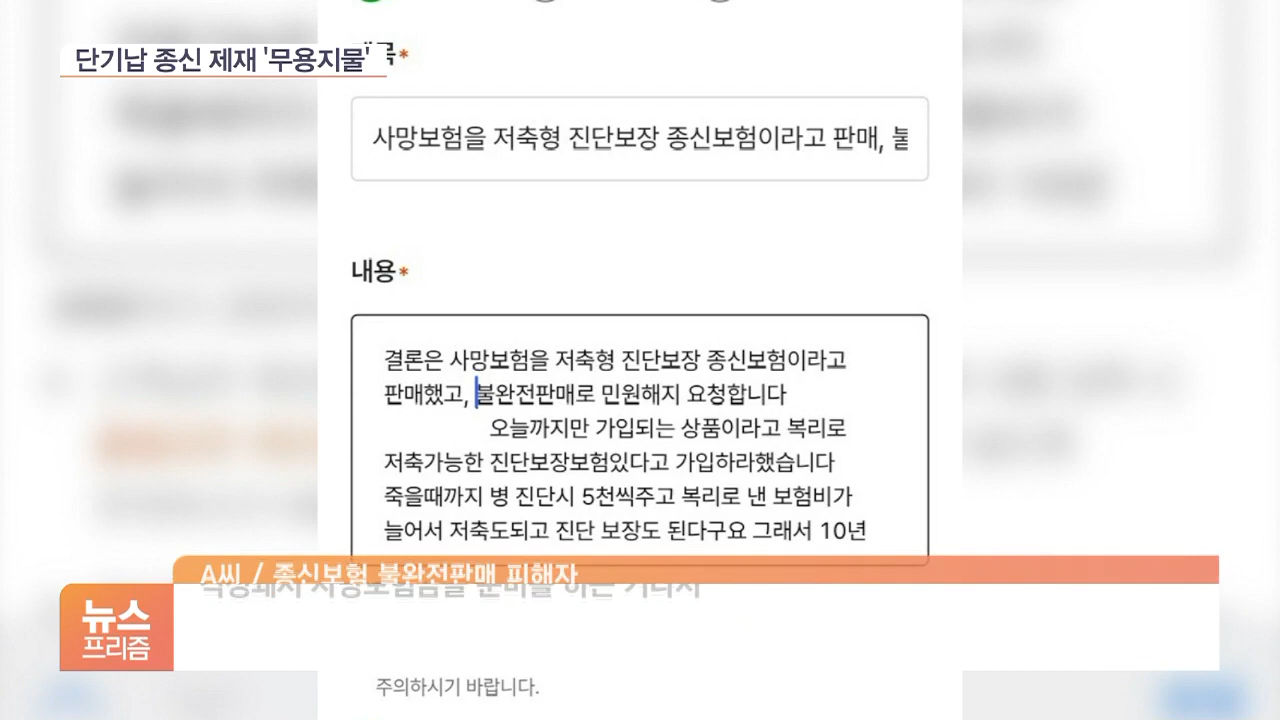 단기납 종신 제재 '무용지물'
사망보험을 저축형 진단보장 종신보험이라고 판매, 불
내용*
결론은 사망보험을 저축형 진단보장 종신보험이라고
판매했고, 불완전판매로 민원해지 요청합니다
오늘까지만 가입되는 상품이라고 복리로
저축가능한 진단보장보험있다고 가입하라했습니다
죽을때까지 병 진단시 5천씩주고 복리로 낸 보험비가
늘어서 저축도되고 진단 보장도 된다구요 그래서 10년
A씨 / 종신보험 불완전판매 피해자
뉴스
프리즘
주의하시기 바랍니다.